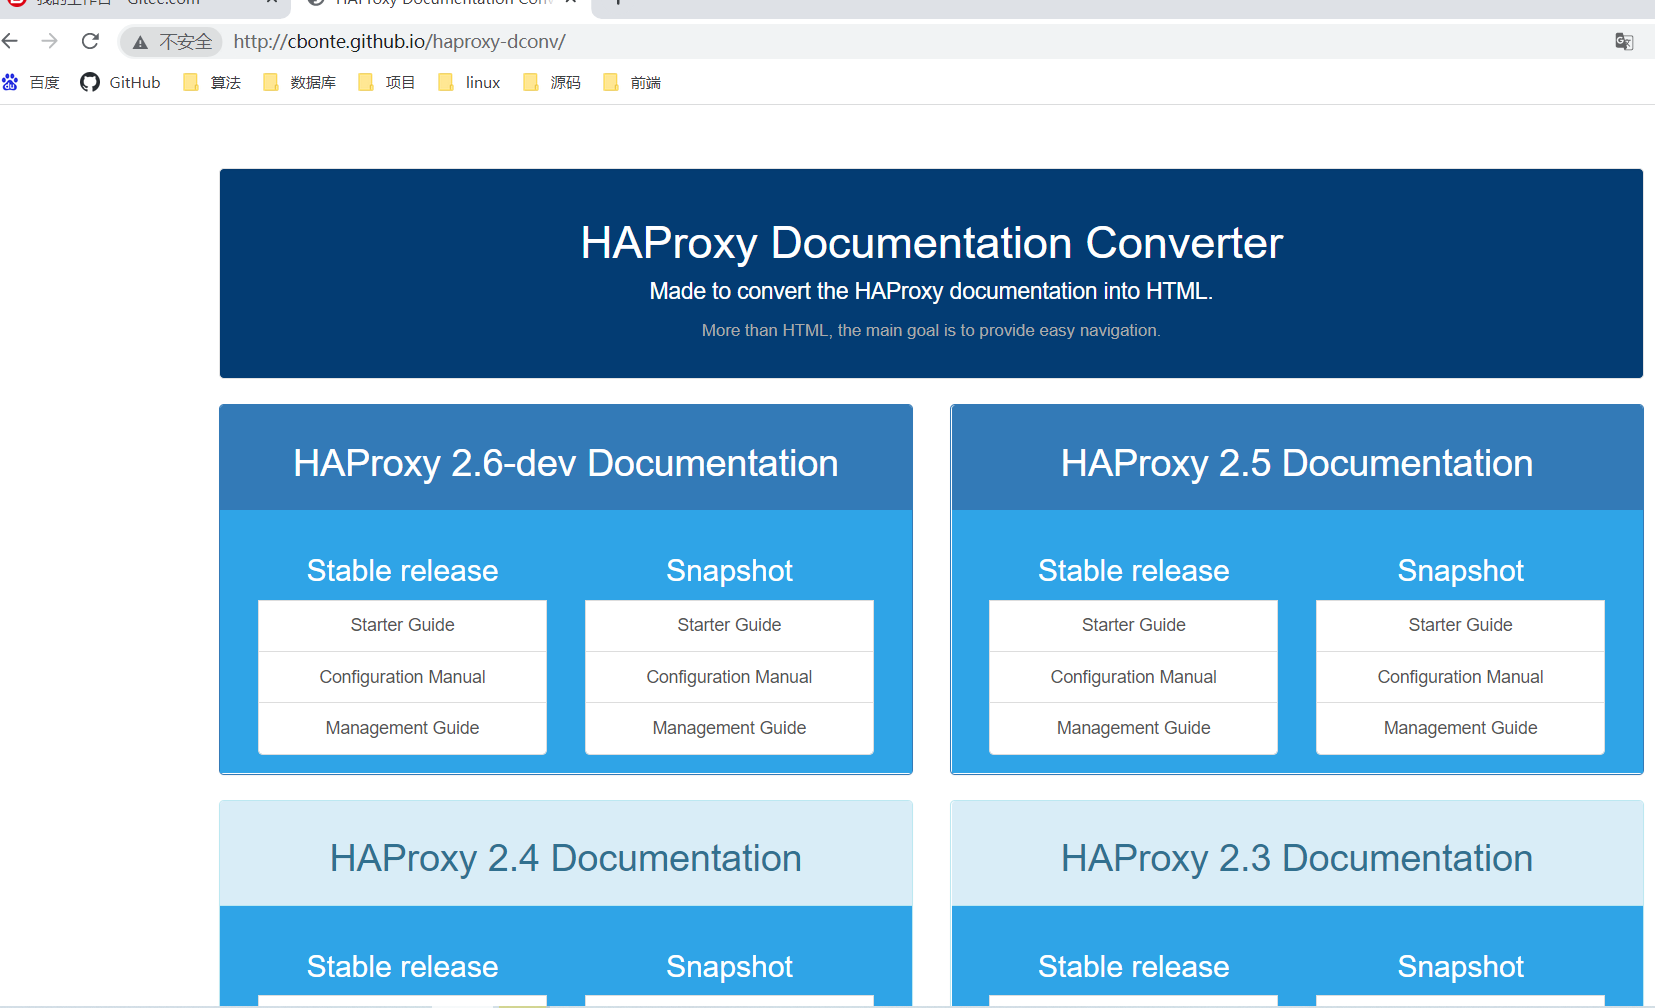 我的工作台 - Gitee.com
HAProxy Documentation Conv
不安全 http://cbonte.github.io/haproxy-dconv/
百度 GitHub 算法 数据库 项目 linux 源码 前端
HAProxy Documentation Converter
Made to convert the HAProxy documentation into HTML.
More than HTML, the main goal is to provide easy navigation.
HAProxy 2.6-dev Documentation
Stable release
Starter Guide
Configuration Manual
Management Guide
Snapshot
Starter Guide
Configuration Manual
Management Guide
HAProxy 2.5 Documentation
Stable release
Starter Guide
Configuration Manual
Management Guide
Snapshot
Starter Guide
Configuration Manual
Management Guide
HAProxy 2.4 Documentation
Stable release
Snapshot
HAProxy 2.3 Documentation
Stable release
Snapshot